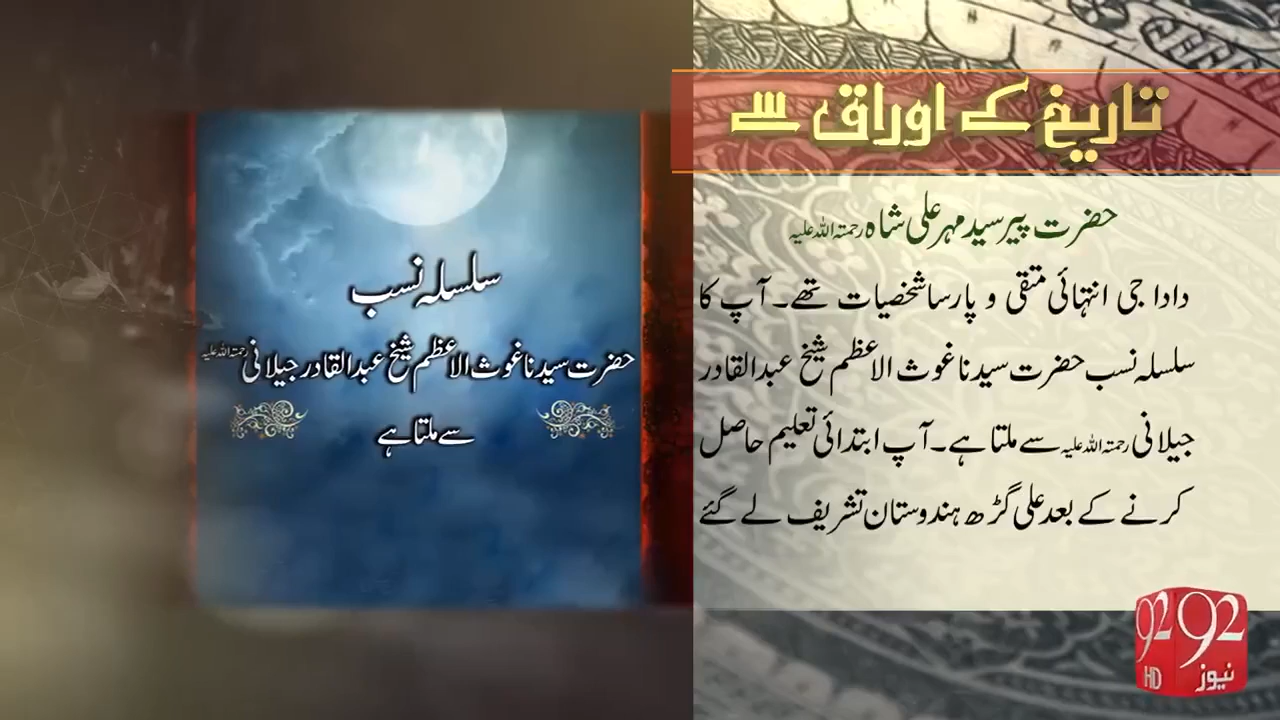 تاریخ کے اوراق سے
حضرت پیر سید مہر علی شاہ رحمتہ اللہ علیہ
دادا جی انتہائی متقی و پارسا شخصیات تھے۔ آپ کا
سلسلہ نسب حضرت سیدنا غوث الاعظم شیخ عبدالقادر
جیلانی رحمتہ اللہ علیہ سے ملتا ہے۔ آپ ابتدائی تعلیم حاصل
کرنے کے بعد علی گڑھ ہندوستان تشریف لے گئے
سلسلہ نسب
حضرت سیدنا غوث الاعظم شیخ عبدالقادر جیلانی رحمتہ اللہ علیہ
سے ملتا ہے
92 92
HD نیوز